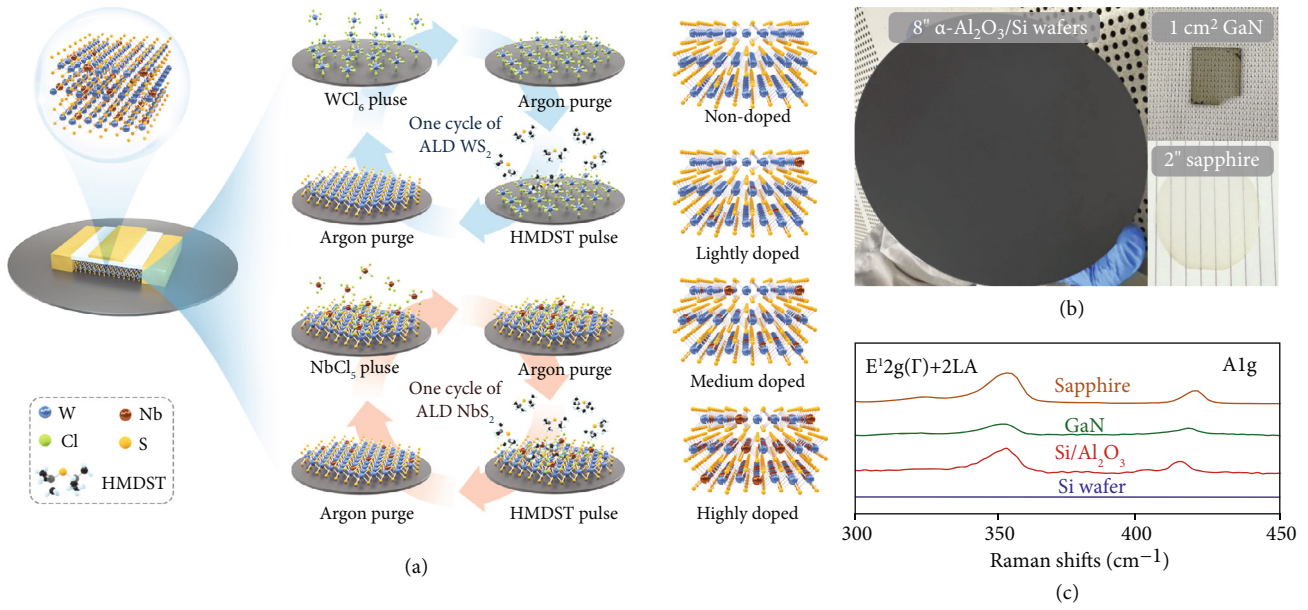 WCl₆ pluse
Argon purge
One cycle of
ALD WS₂
Argon purge
HMDST pulse
NbCl₅ pluse
Argon purge
One cycle of
ALD NbS₂
Argon purge
HMDST pulse
W
Nb
Cl
S
HMDST
Non-doped
Lightly doped
Medium doped
Highly doped
(a)
8" α-Al₂O₃/Si wafers
1 cm² GaN
2" sapphire
(b)
E¹2g(Γ)+2LA
A1g
Sapphire
GaN
Si/Al₂O₃
Si wafer
300
350
400
450
Raman shifts (cm⁻¹)
(c)